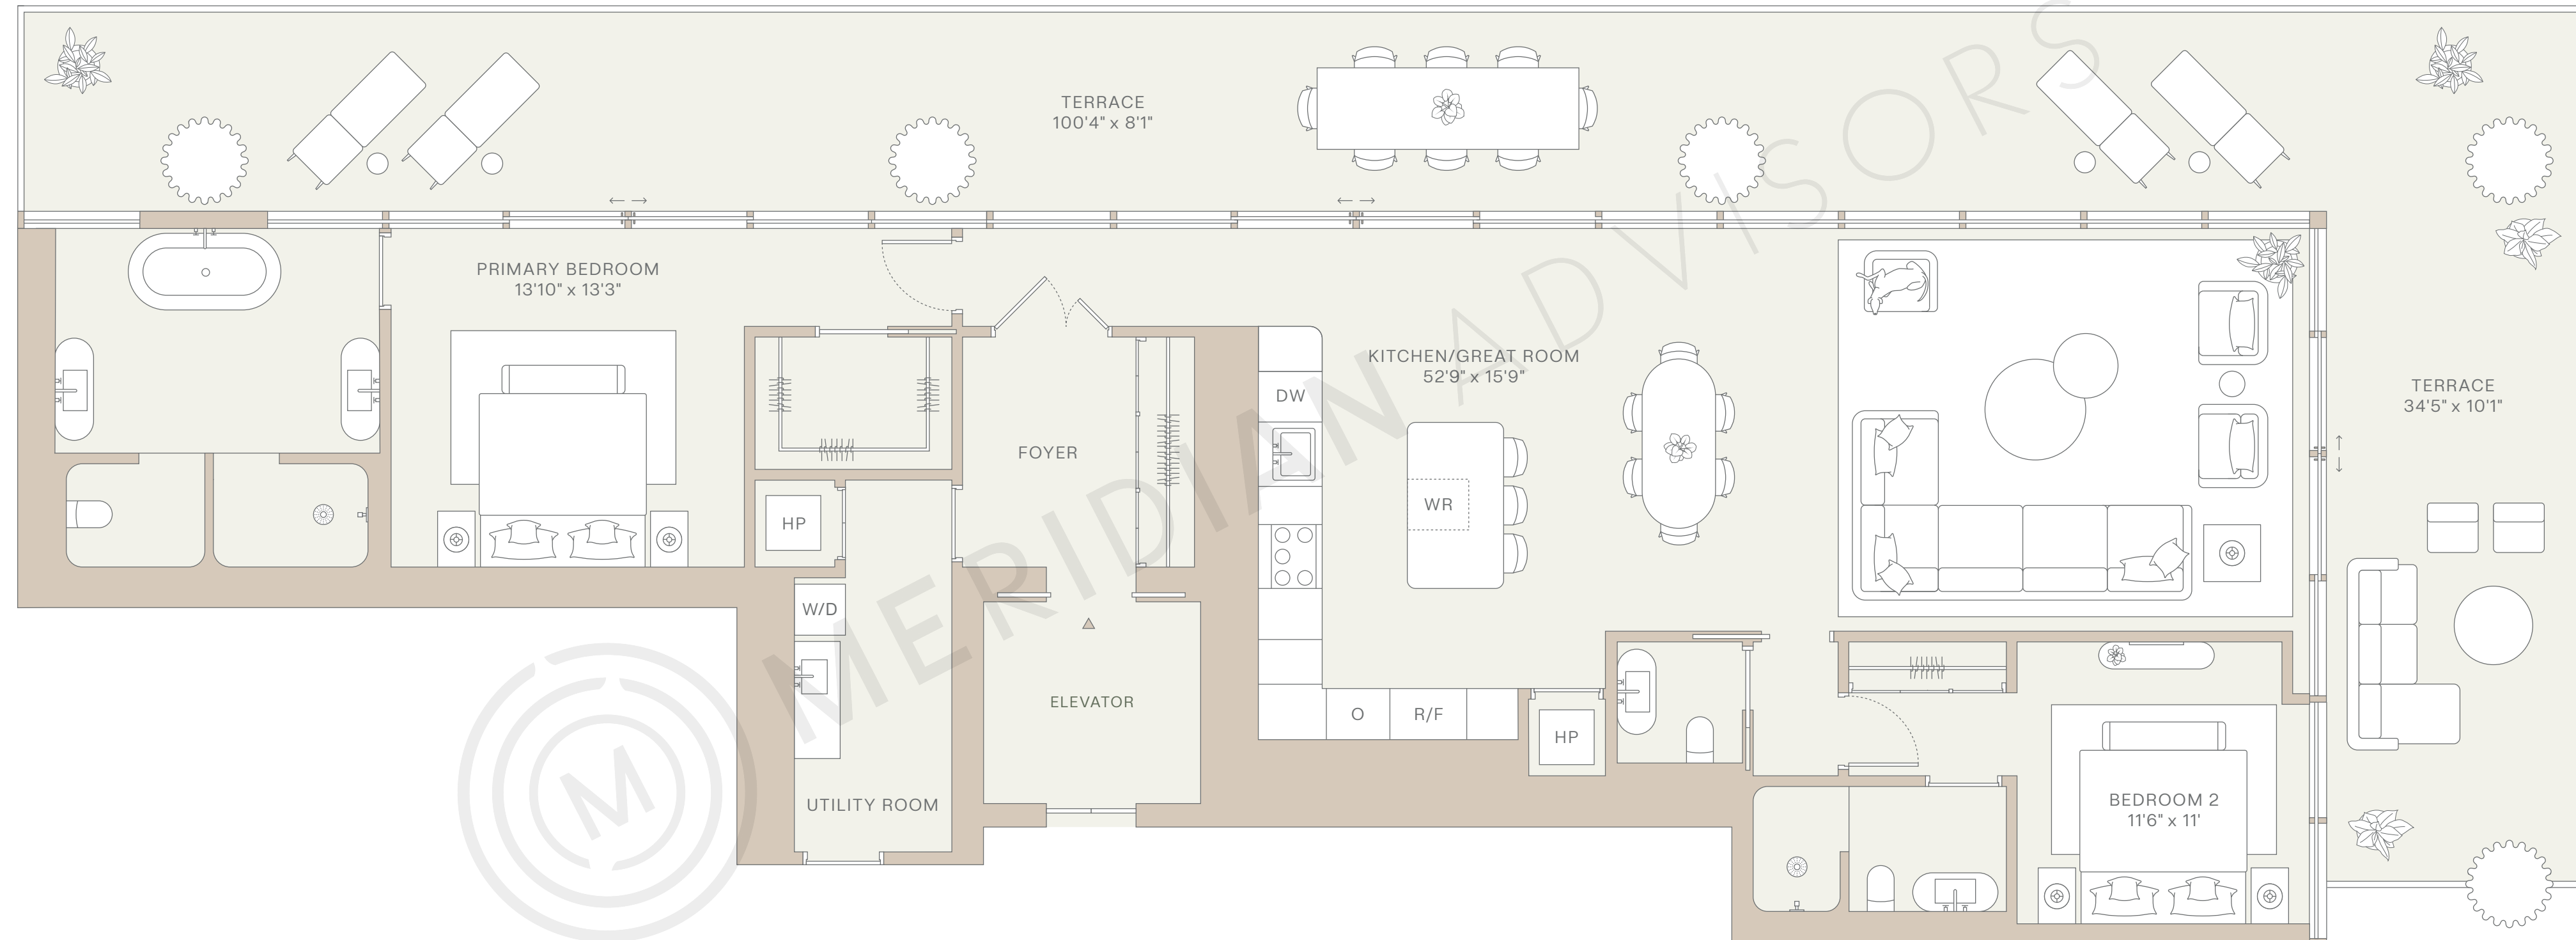 TERRACE
100'4" x 8'1"
PRIMARY BEDROOM
13'10" x 13'3"
KITCHEN/GREAT ROOM
52'9" x 15'9"
TERRACE
34'5" x 10'1"
DW
FOYER
WR
HP
W/D
ELEVATOR
O
R/F
HP
UTILITY ROOM
BEDROOM 2
11'6" x 11'
M MERIDIAN ADVISORS